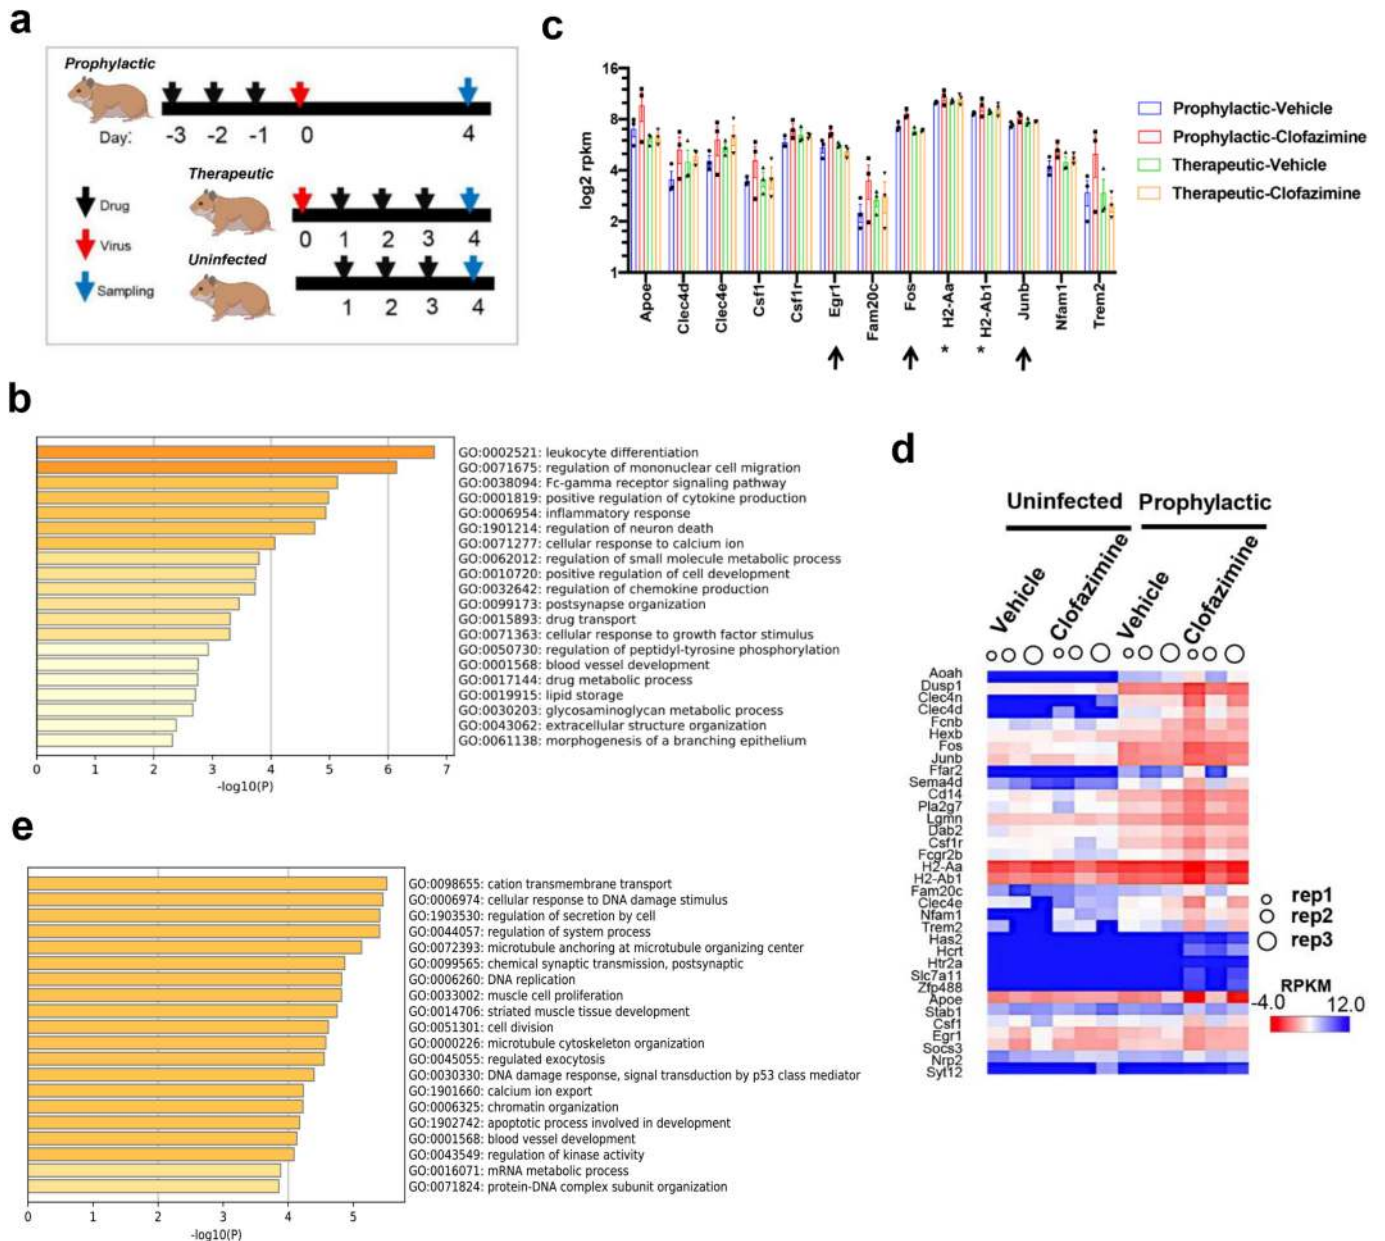 a
Prophylactic
Day:
-3 -2 -1 0 4
Therapeutic
Drug
0 1 2 3 4
Virus
Uninfected
Sampling
1 2 3 4
c
16
8
4
2
1
log2 rpkm
Apoe
Clec4d
Clec4e
Csf1
Csf1r
Egr1
Fam20c
Fos
H2-Aa
H2-Ab1
Junb
Nfam1
Trem2
* *
Prophylactic-Vehicle
Prophylactic-Clofazimine
Therapeutic-Vehicle
Therapeutic-Clofazimine
b
GO:0002521: leukocyte differentiation
GO:0071675: regulation of mononuclear cell migration
GO:0038094: Fc-gamma receptor signaling pathway
GO:0001819: positive regulation of cytokine production
GO:0006954: inflammatory response
GO:1901214: regulation of neuron death
GO:0071277: cellular response to calcium ion
GO:0062012: regulation of small molecule metabolic process
GO:0010720: positive regulation of cell development
GO:0032642: regulation of chemokine production
GO:0099173: postsynapse organization
GO:0015893: drug transport
GO:0071363: cellular response to growth factor stimulus
GO:0050730: regulation of peptidyl-tyrosine phosphorylation
GO:0001568: blood vessel development
GO:0017144: drug metabolic process
GO:0019915: lipid storage
GO:0030203: glycosaminoglycan metabolic process
GO:0043062: extracellular structure organization
GO:0061138: morphogenesis of a branching epithelium
0 1 2 3 4 5 6 7
-log10(P)
d
Uninfected Prophylactic
Vehicle
Clofazimine
Vehicle
Clofazimine
Aoah
Dusp1
Clec4n
Clec4d
Fcnb
Hexb
Fos
Junb
Ffar2
Sema4d
Cd14
Pla2g7
Lgmn
Dab2
Csf1r
Fcgr2b
H2-Aa
H2-Ab1
Fam20c
Clec4e
Nfam1
Trem2
Has2
Hcrt
Htr2a
Slc7a11
Zfp488
Apoe
Stab1
Csf1
Egr1
Socs3
Nrp2
Syt12
rep1
rep2
rep3
RPKM
-4.0 12.0
e
GO:0098655: cation transmembrane transport
GO:0006974: cellular response to DNA damage stimulus
GO:1903530: regulation of secretion by cell
GO:0044057: regulation of system process
GO:0072393: microtubule anchoring at microtubule organizing center
GO:0099565: chemical synaptic transmission, postsynaptic
GO:0006260: DNA replication
GO:0033002: muscle cell proliferation
GO:0014706: striated muscle tissue development
GO:0051301: cell division
GO:0000226: microtubule cytoskeleton organization
GO:0045055: regulated exocytosis
GO:0030330: DNA damage response, signal transduction by p53 class mediator
GO:1901660: calcium ion export
GO:0006325: chromatin organization
GO:1902742: apoptotic process involved in development
GO:0001568: blood vessel development
GO:0043549: regulation of kinase activity
GO:0016071: mRNA metabolic process
GO:0071824: protein-DNA complex subunit organization
0 1 2 3 4 5
-log10(P)